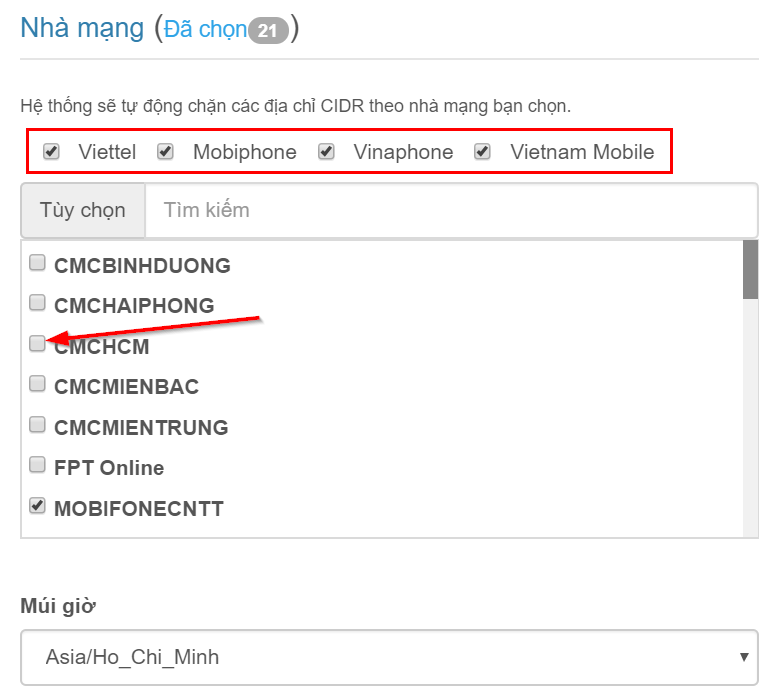 Nhà mạng (Đã chọn 21)
Hệ thống sẽ tự động chặn các địa chỉ CIDR theo nhà mạng bạn chọn.
Viettel Mobiphone Vinaphone Vietnam Mobile
Tùy chọn Tìm kiếm
CMCBINHDUONG
CMCHAIPHONG
CMCHCM
CMCMIENBAC
CMCMIENTRUNG
FPT Online
MOBIFONECNTT
Múi giờ
Asia/Ho_Chi_Minh